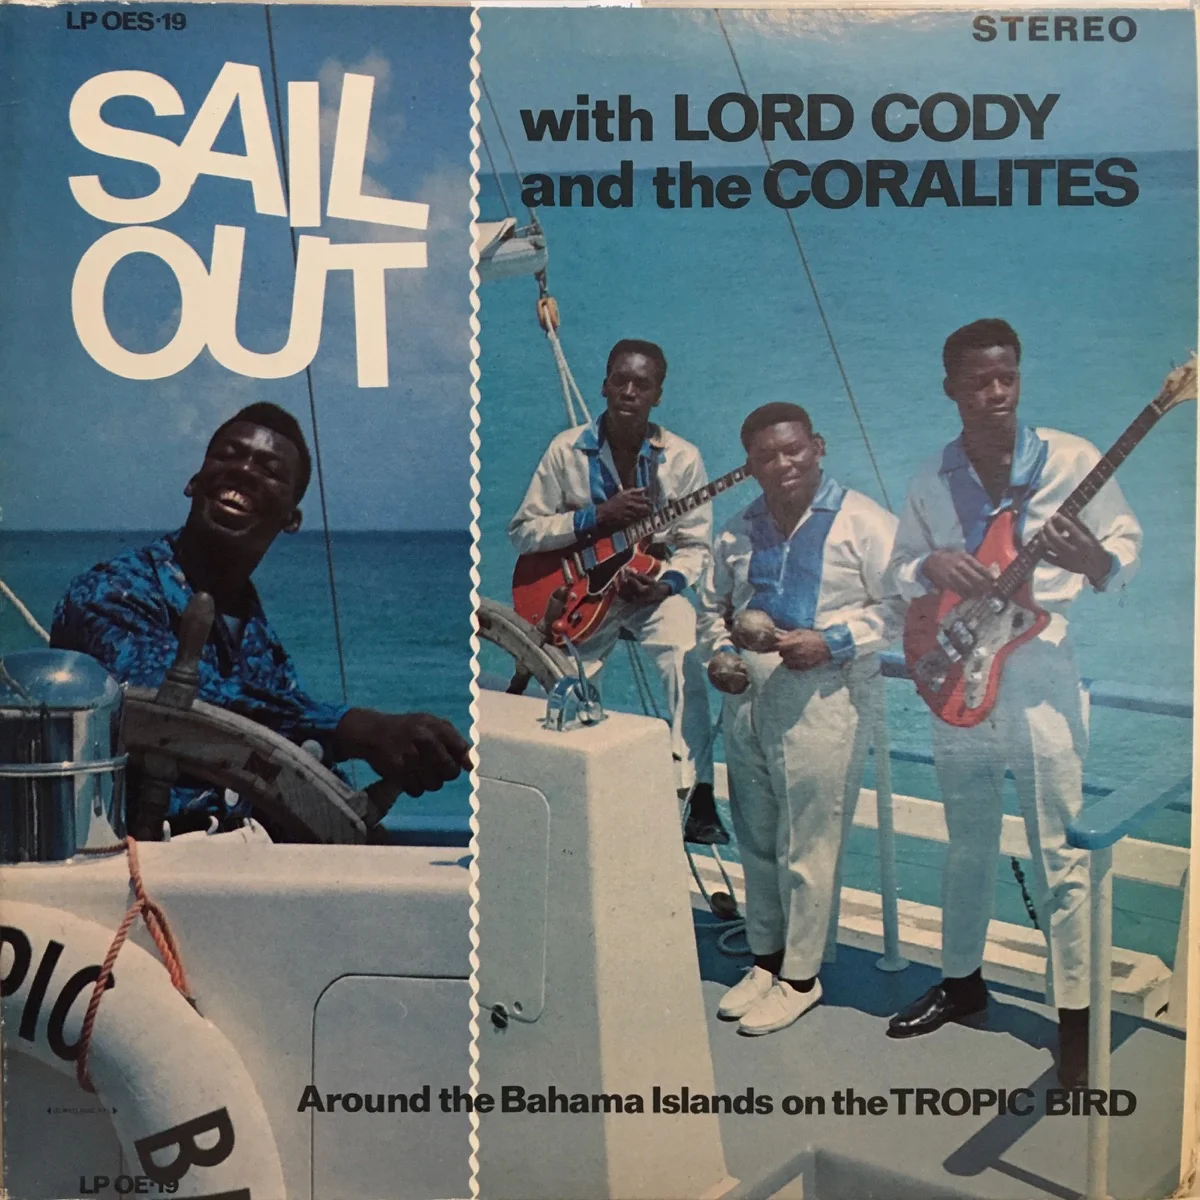 LP OES·19
STEREO
SAIL
OUT
with LORD CODY
and the CORALITES
PIC
Around the Bahama Islands on the TROPIC BIRD
B
LP OE·19